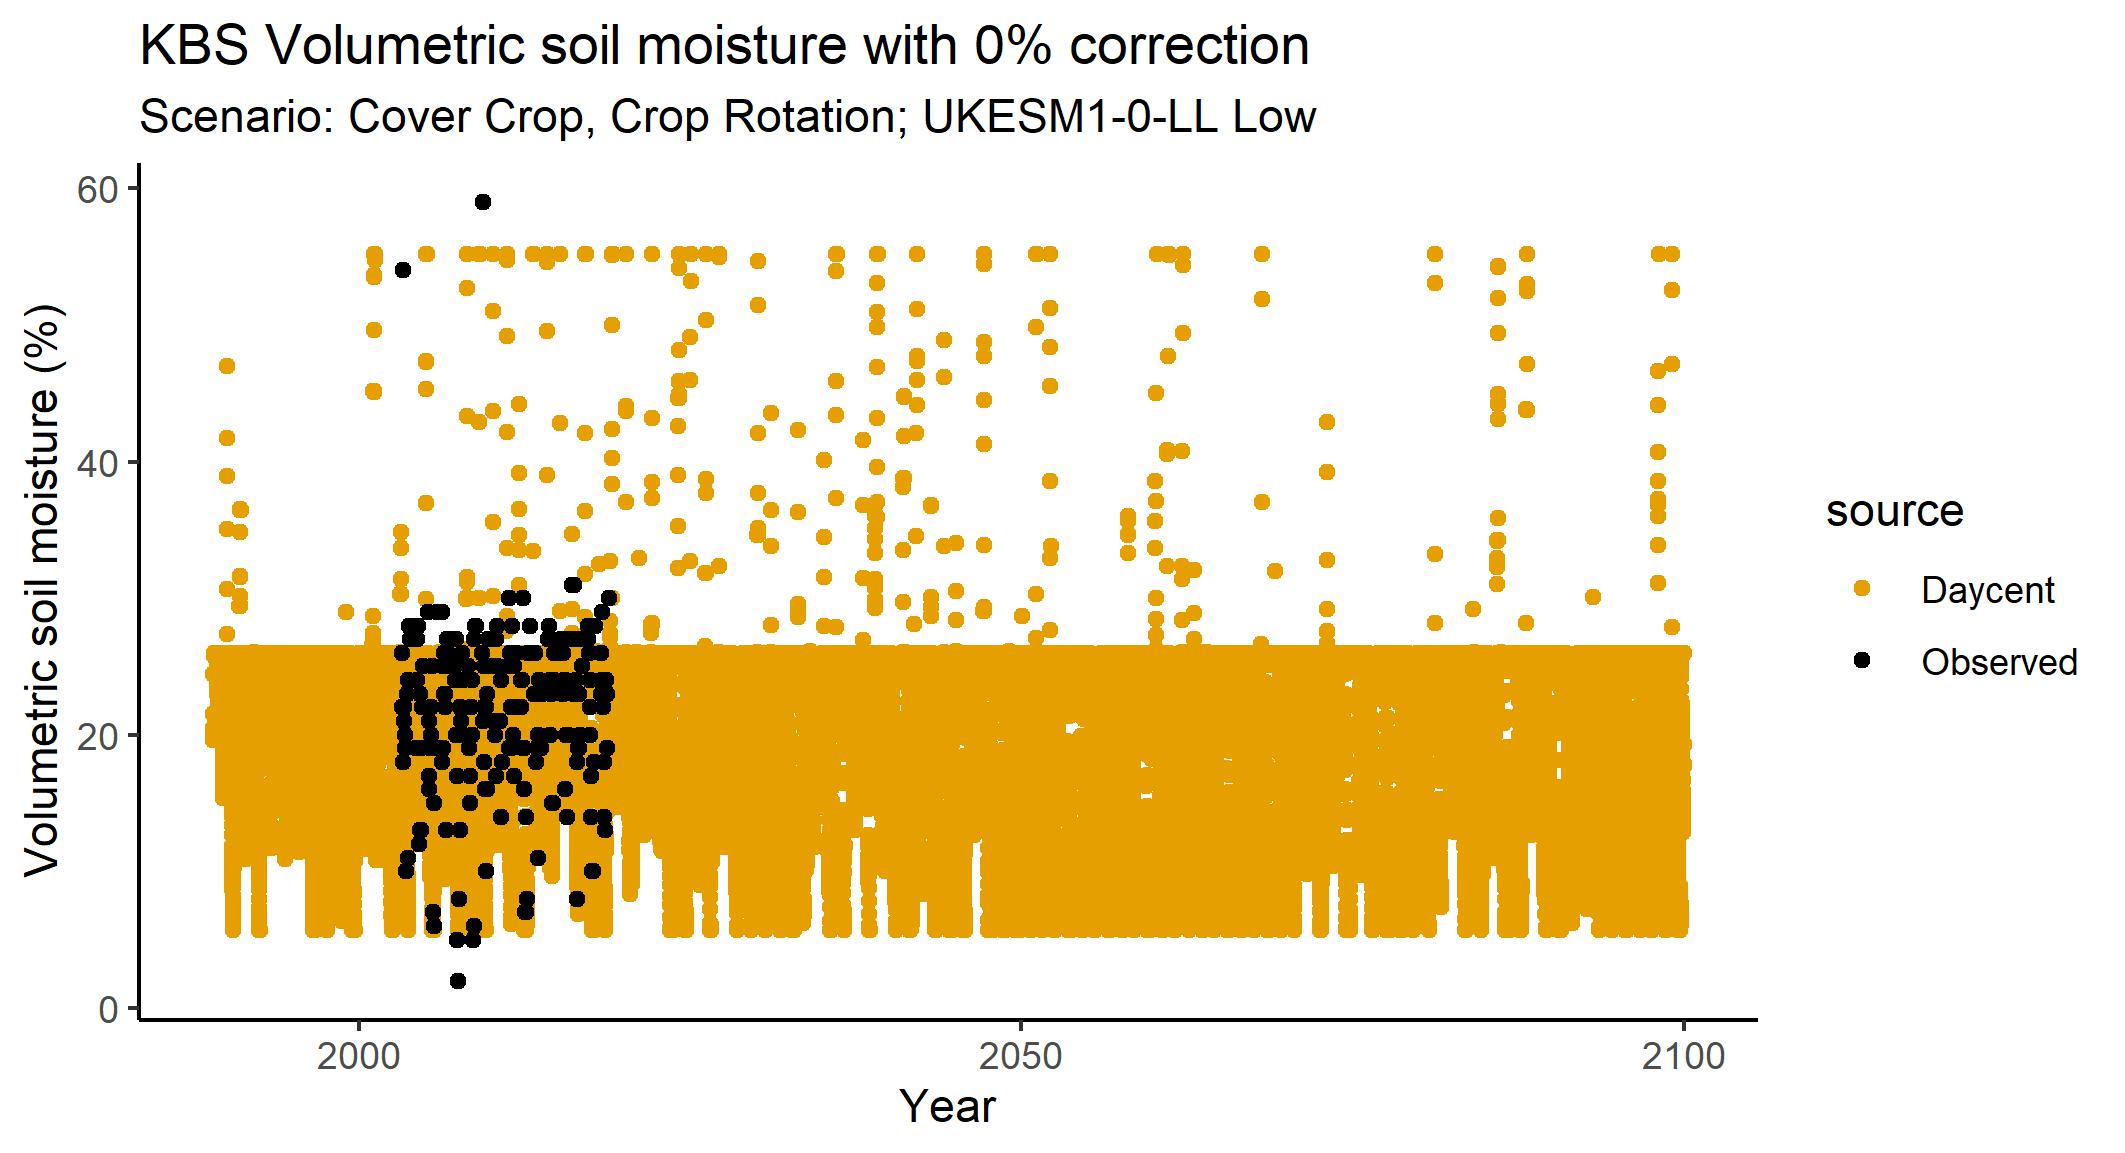 KBS Volumetric soil moisture with 0% correction
Scenario: Cover Crop, Crop Rotation; UKESM1-0-LL Low
Volumetric soil moisture (%)
60
40
20
0
2000
2050
2100
Year
source
Daycent
Observed